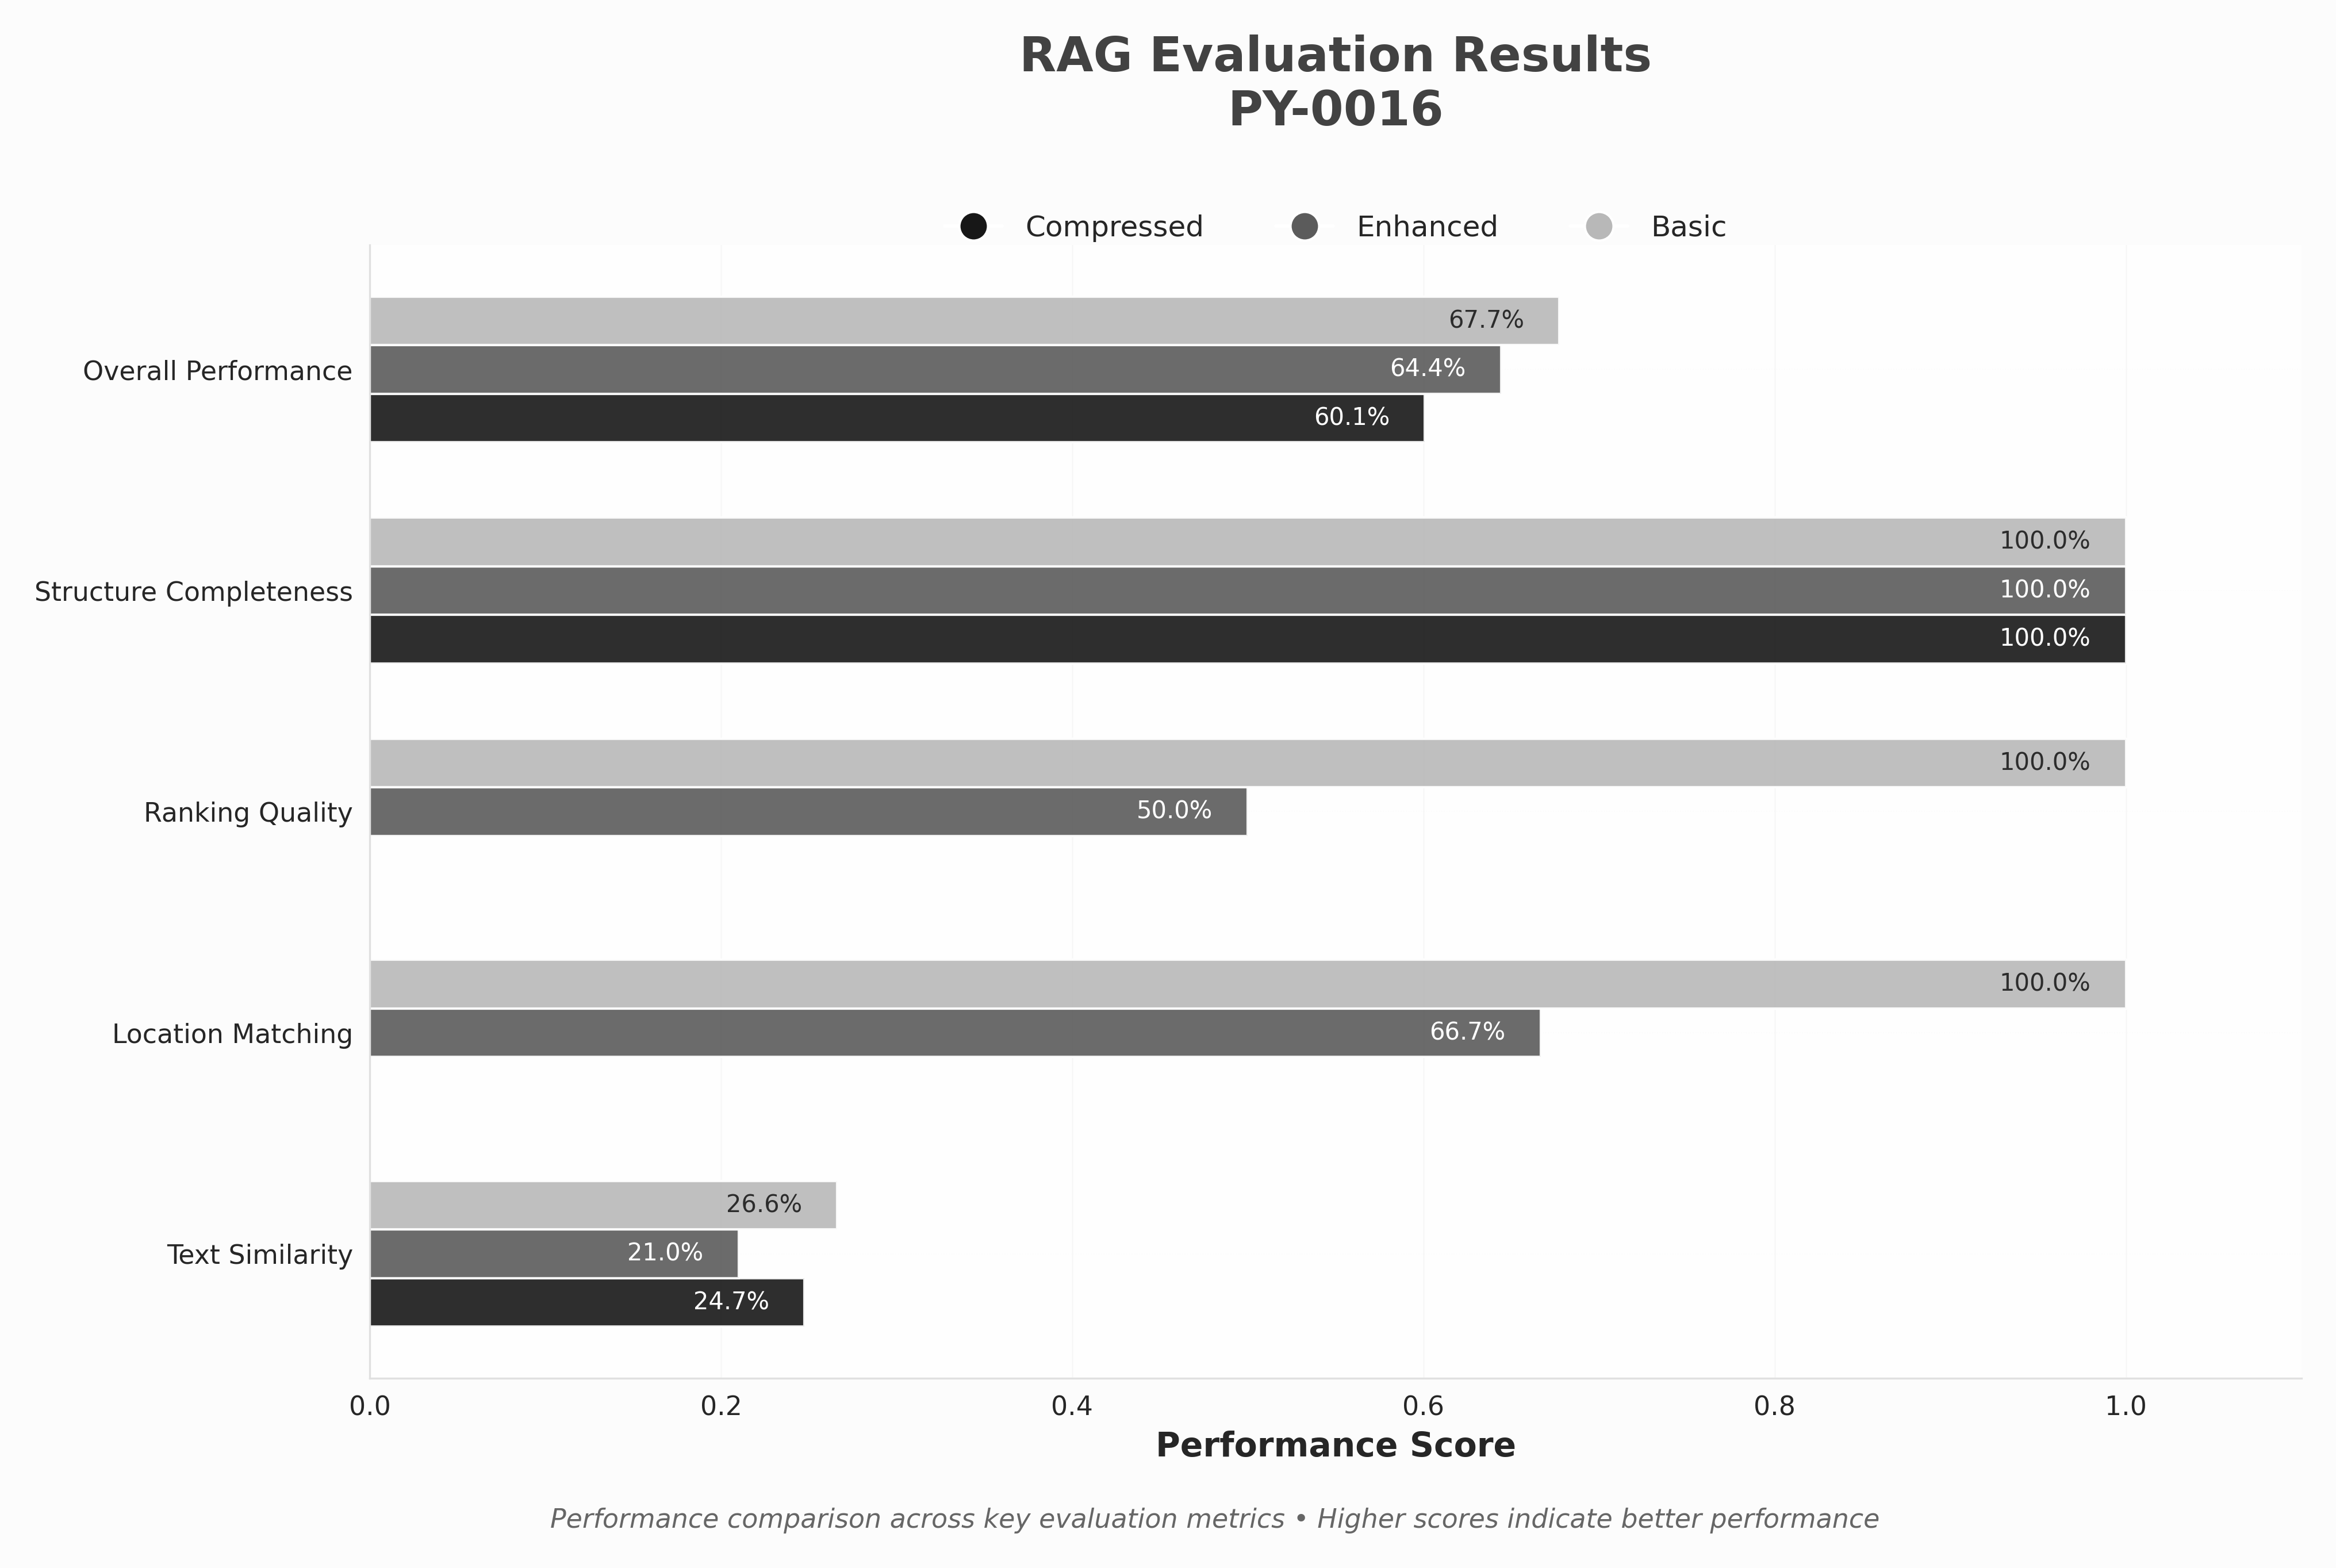 RAG Evaluation Results
PY-0016
Compressed Enhanced Basic
Overall Performance
67.7%
64.4%
60.1%
Structure Completeness
100.0%
100.0%
100.0%
Ranking Quality
100.0%
50.0%
Location Matching
100.0%
66.7%
Text Similarity
26.6%
21.0%
24.7%
0.0 0.2 0.4 0.6 0.8 1.0
Performance Score
Performance comparison across key evaluation metrics • Higher scores indicate better performance